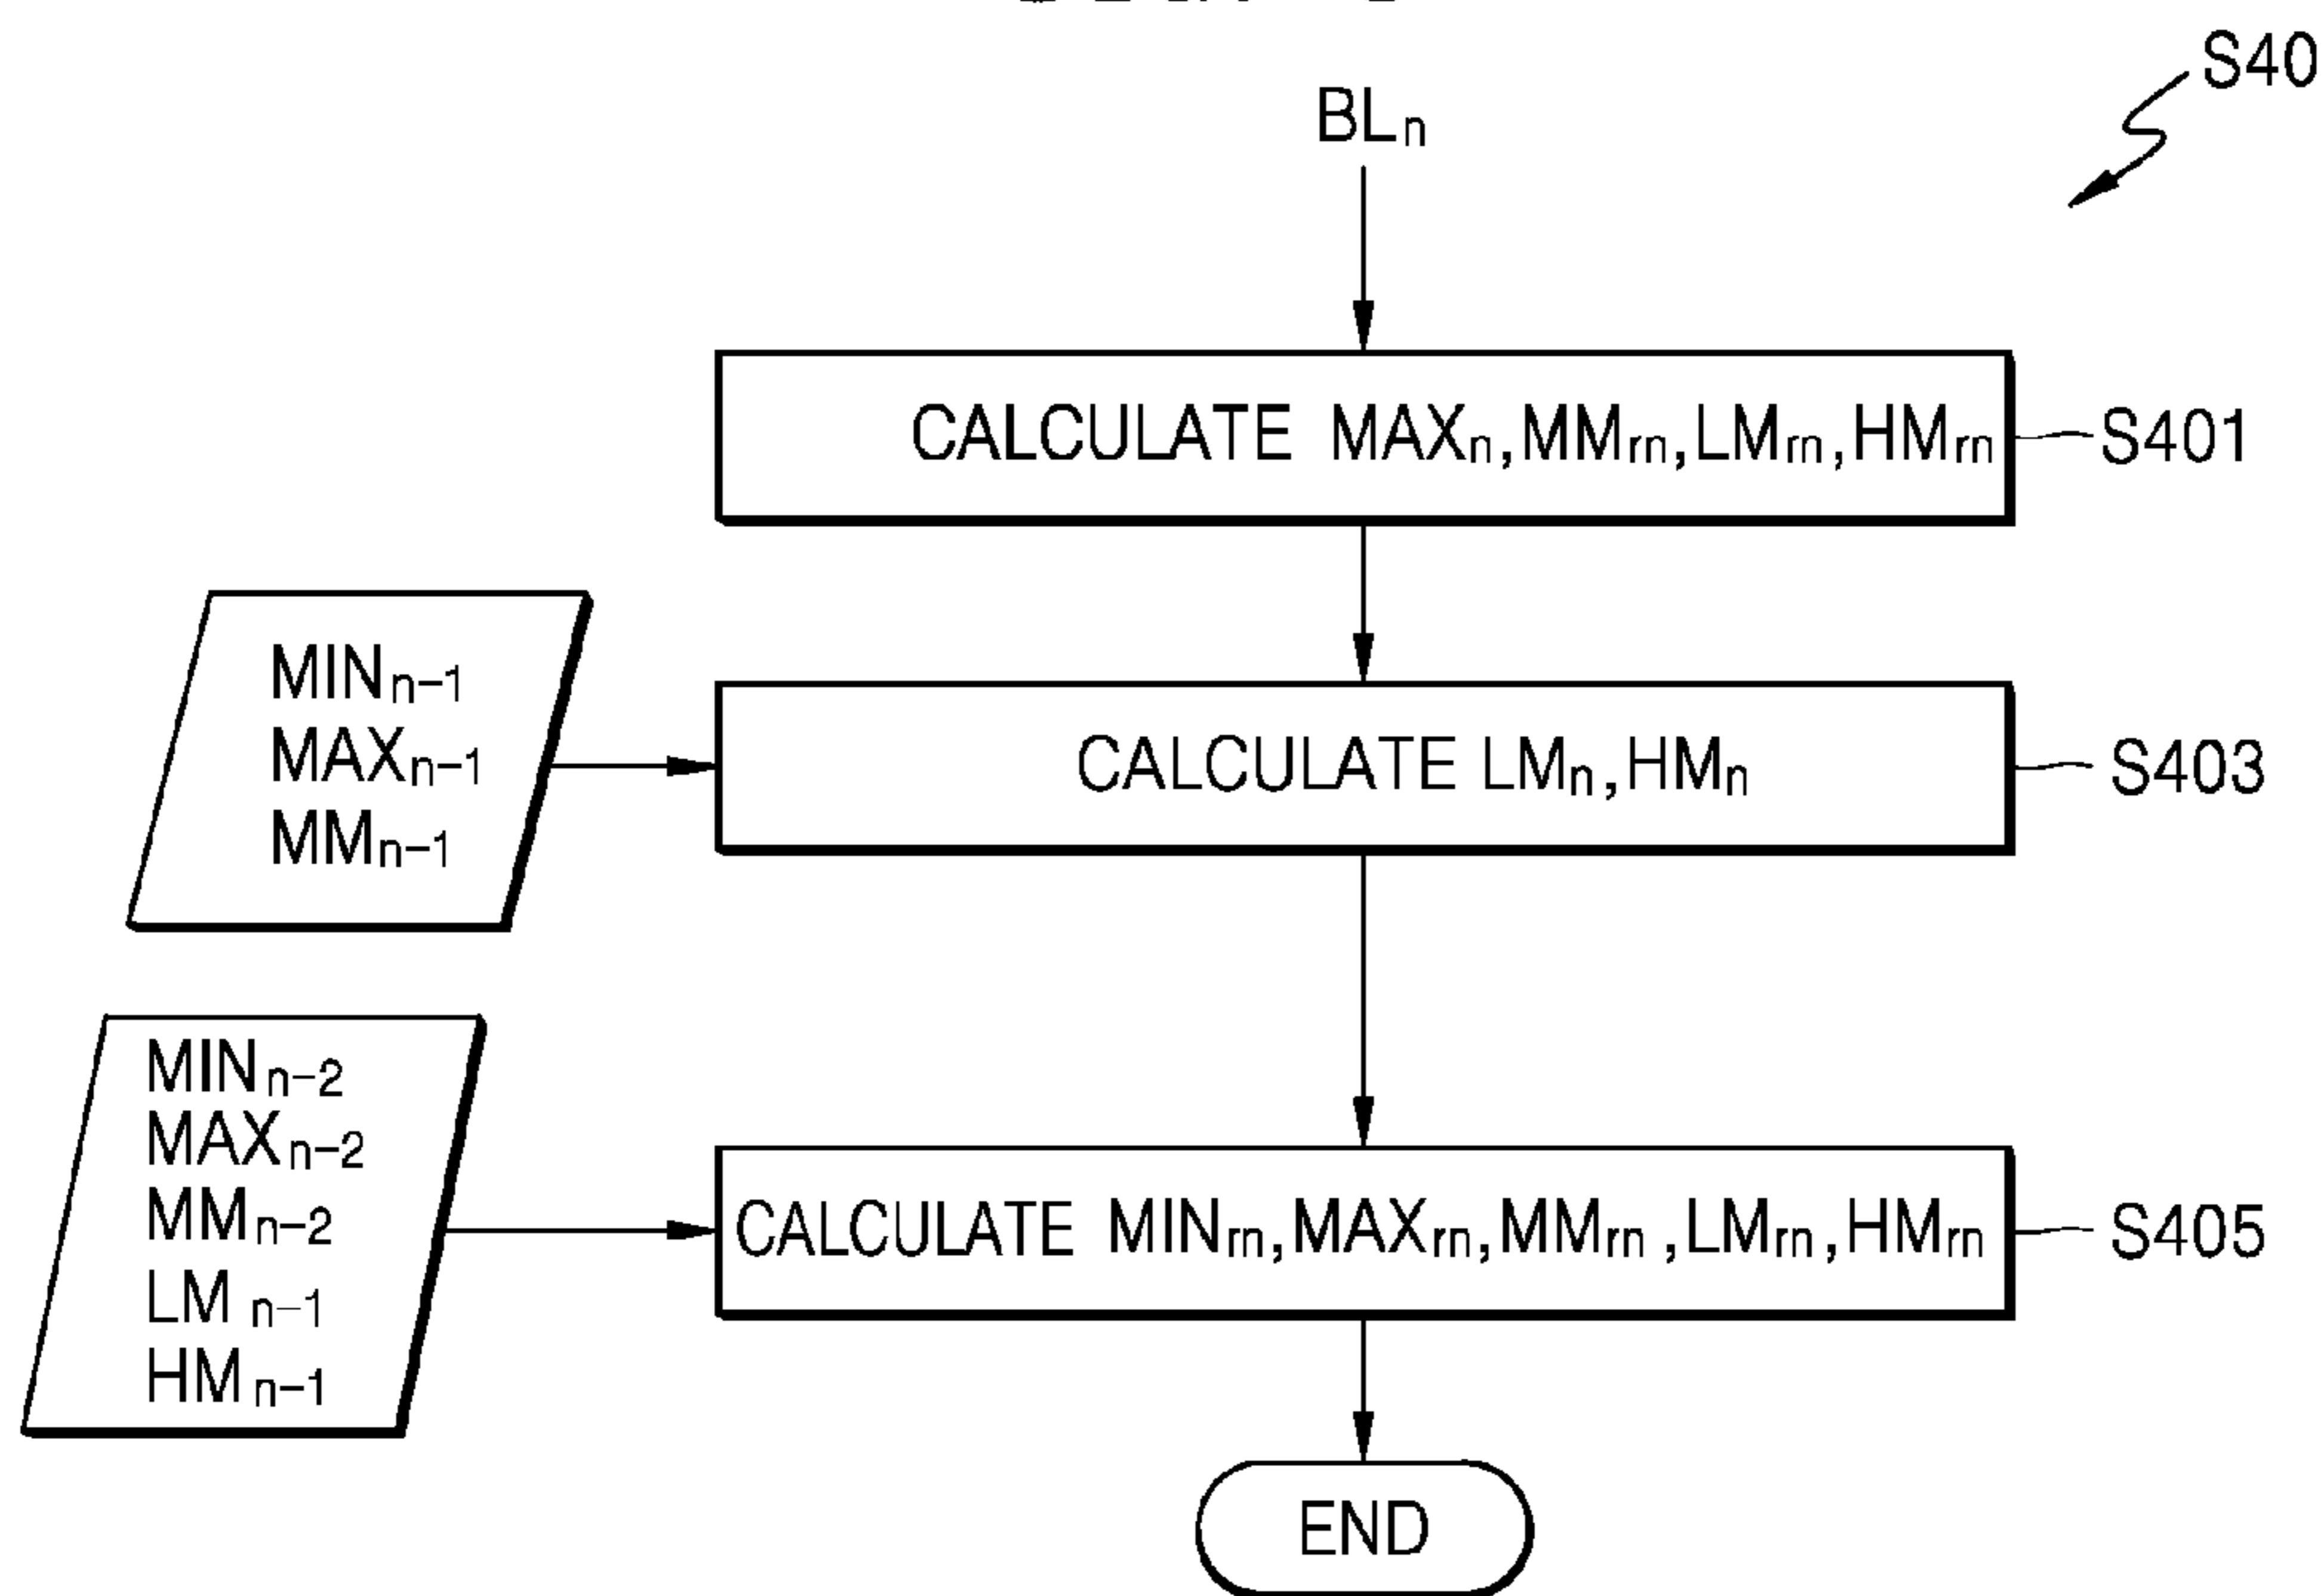 S40
BLn
CALCULATE MAXn,MMrn,LMrn,HMrn
S401
MINn-1
MAXn-1
MMn-1
CALCULATE LMn,HMn
S403
MINn-2
MAXn-2
MMn-2
LM n-1
HMn-1
CALCULATE MINrn,MAXrn,MMrn ,LMrn,HMrn
S405
END